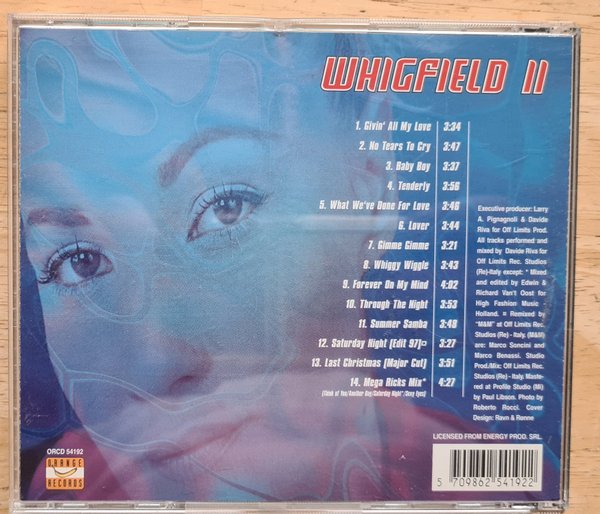 WHIGFIELD II
1. Givin' All My Love 3:34
2. No Tears To Cry 3:47
3. Baby Boy 3:37
4. Tenderly 3:56
5. What We've Done For Love 3:46
6. Lover 3:44
7. Gimme Gimme 3:21
8. Whiggy Wiggle 3:43
9. Forever On My Mind 4:02
10. Through The Night 3:53
11. Summer Samba 3:48
12. Saturday Night [Edit 97]¤ 3:27
13. Last Christmas [Major Cut] 3:51
14. Mega Ricks Mix* 4:27
(Think of You/Another Day/Saturday Night*/Sexy Eyes)
Executive producer: Larry
A. Pignagnoli & Davide
Riva for Off Limits Prod.
All tracks performed and
mixed by Davide Riva for
Off Limits Rec. Studios
(Re)-Italy except: * Mixed
and edited by Edwin &
Richard Van't Oost for
High Fashion Music -
Holland. ¤ Remixed by
"M&M" at Off Limits Rec.
Studios (Re) - Italy, (M&M)
are: Marco Soncini and
Marco Benassi. Studio
Prod./Mix: Off Limits Rec.
Studios (Re) - Italy. Maste-
red at Profile Studio (Mi)
by Paul Libson. Photo by
Roberto Rocci. Cover
Design: Ravn & Rønne
LICENSED FROM ENERGY PROD. SRL.
5 709862 541922
ORCD 54192
ORANGE
RECORDS